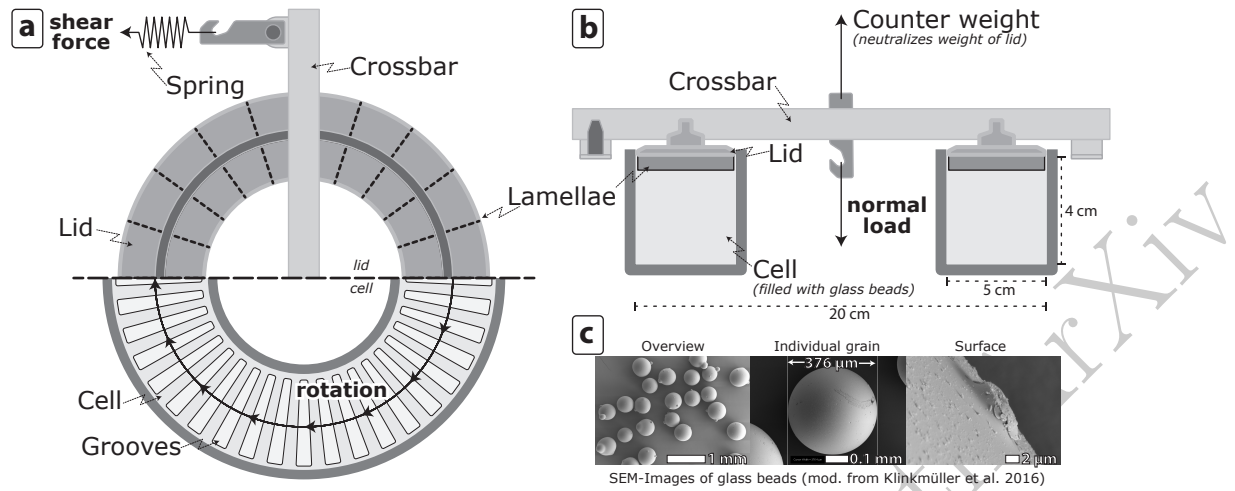 a
shear
force
Spring
Crossbar
Lamellae
Lid
lid
cell
rotation
Cell
Grooves
b
Counter weight
(neutralizes weight of lid)
Crossbar
Lid
normal
load
4 cm
Cell
(filled with glass beads)
5 cm
20 cm
c
Overview
Individual grain
Surface
376 µm
1 mm
0.1 mm
2 µm
SEM-Images of glass beads (mod. from Klinkmüller et al. 2016)
rXiv